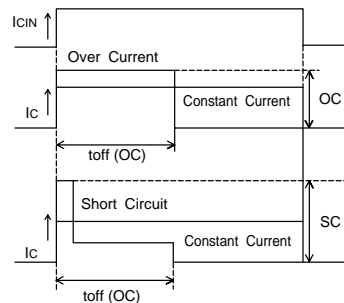 ICIN
Over Current
IC
Constant Current
OC
toff (OC)
Short Circuit
SC
IC
Constant Current
toff (OC)